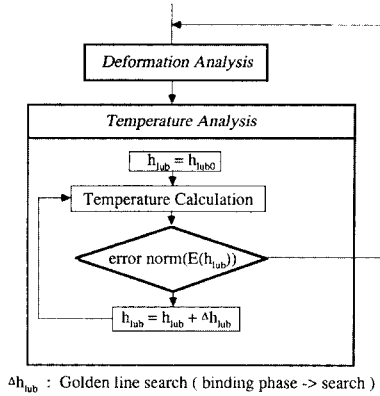 Deformation Analysis
Temperature Analysis
h_lub = h_lub0
Temperature Calculation
error norm(E(h_lub))
h_lub = h_lub + Δh_lub
Δh_lub : Golden line search ( binding phase -> search )